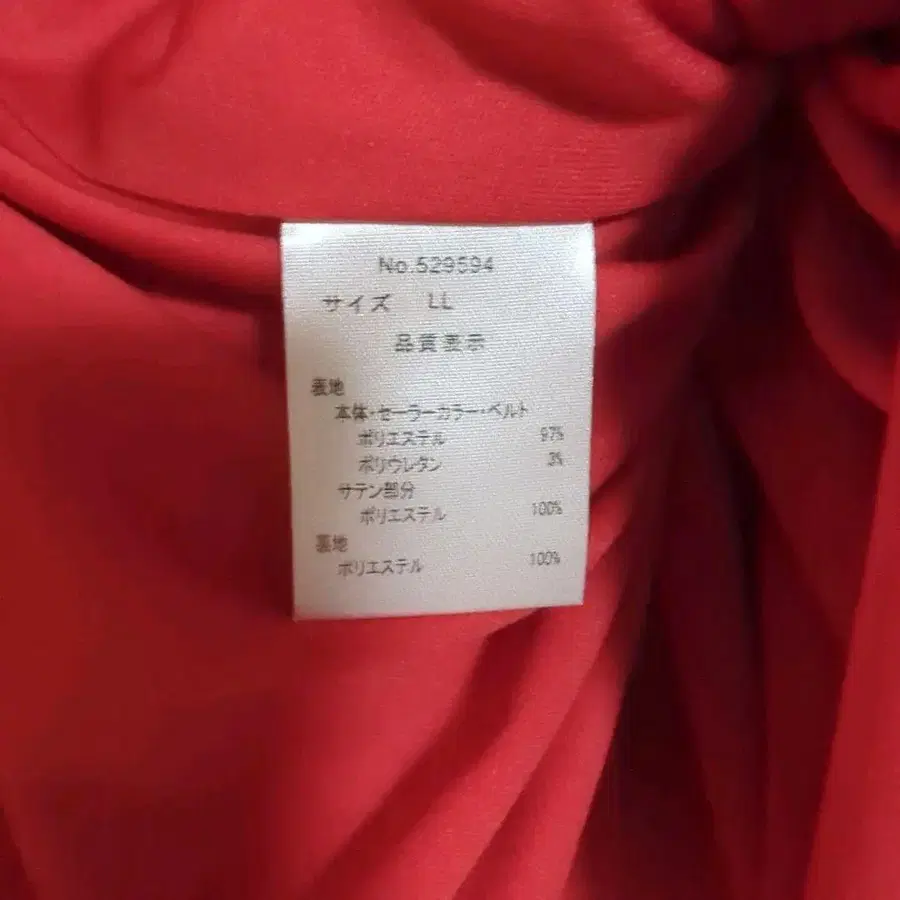 No.529594
サイズ LL
品質表示
表地
本体・セーラーカラー・ベルト
ポリエステル 97%
ポリウレタン 3%
サテン部分
ポリエステル 100%
裏地
ポリエステル 100%